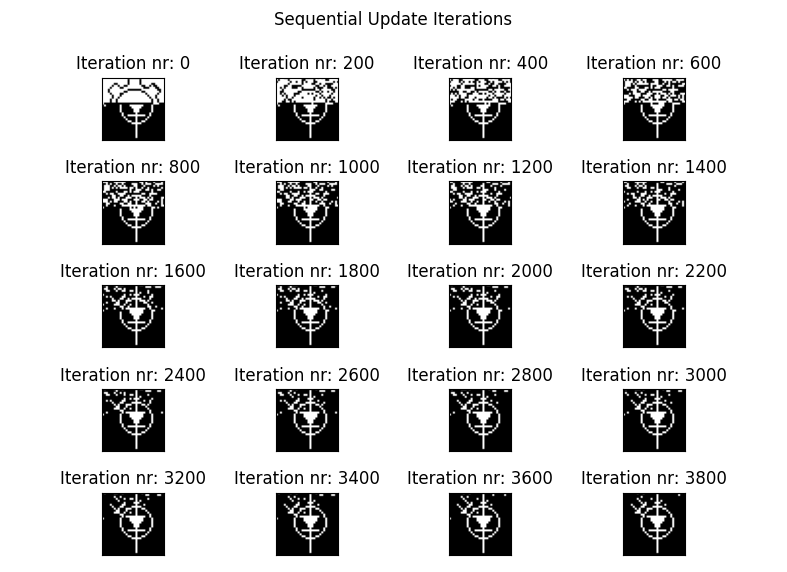 Sequential Update Iterations
Iteration nr: 0 Iteration nr: 200 Iteration nr: 400 Iteration nr: 600
Iteration nr: 800 Iteration nr: 1000 Iteration nr: 1200 Iteration nr: 1400
Iteration nr: 1600 Iteration nr: 1800 Iteration nr: 2000 Iteration nr: 2200
Iteration nr: 2400 Iteration nr: 2600 Iteration nr: 2800 Iteration nr: 3000
Iteration nr: 3200 Iteration nr: 3400 Iteration nr: 3600 Iteration nr: 3800